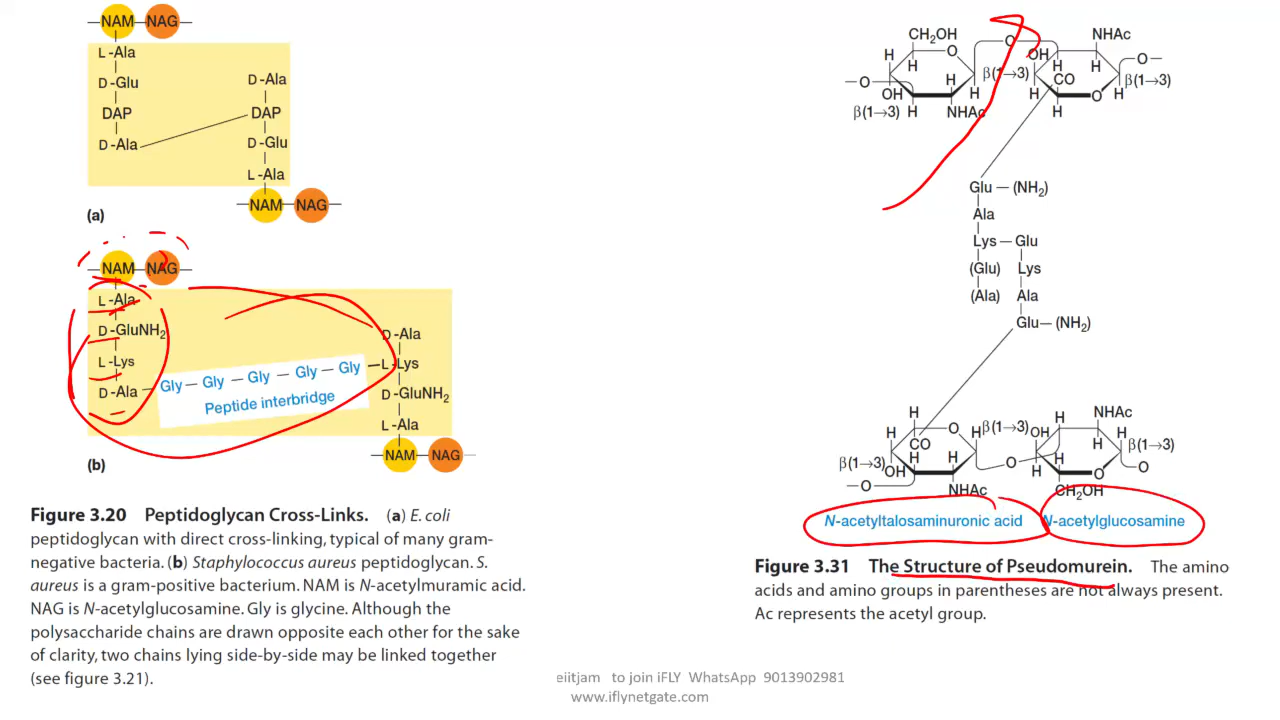 NAM NAG
L-Ala
D-Glu
DAP
D-Ala
D-Ala
DAP
D-Glu
L-Ala
NAM NAG
(a)
NAM NAG
L-Ala
D-GluNH2
L-Lys
D-Ala
Gly — Gly — Gly — Gly — Gly
Peptide interbridge
D-Ala
L-Lys
D-GluNH2
L-Ala
NAM NAG
(b)
Figure 3.20 Peptidoglycan Cross-Links. (a) E. coli
peptidoglycan with direct cross-linking, typical of many gram-
negative bacteria. (b) Staphylococcus aureus peptidoglycan. S.
aureus is a gram-positive bacterium. NAM is N-acetylmuramic acid.
NAG is N-acetylglucosamine. Gly is glycine. Although the
polysaccharide chains are drawn opposite each other for the sake
of clarity, two chains lying side-by-side may be linked together
(see figure 3.21).
CH2OH O NHAc
H H O OH H H O
O H H β(1→3) CO β(1→3)
OH H H O H
β(1→3) H NHAc H
Glu — (NH2)
Ala
Lys — Glu
(Glu) Lys
(Ala) Ala
Glu — (NH2)
H H NHAc
H O H β(1→3) OH H H β(1→3)
CO
β(1→3) OH H H O H H O O
O NHAc CH2OH
N-acetyltalosaminuronic acid N-acetylglucosamine
Figure 3.31 The Structure of Pseudomurein. The amino
acids and amino groups in parentheses are not always present.
Ac represents the acetyl group.
eiitjam to join iFLY WhatsApp 9013902981
www.iflynetgate.com